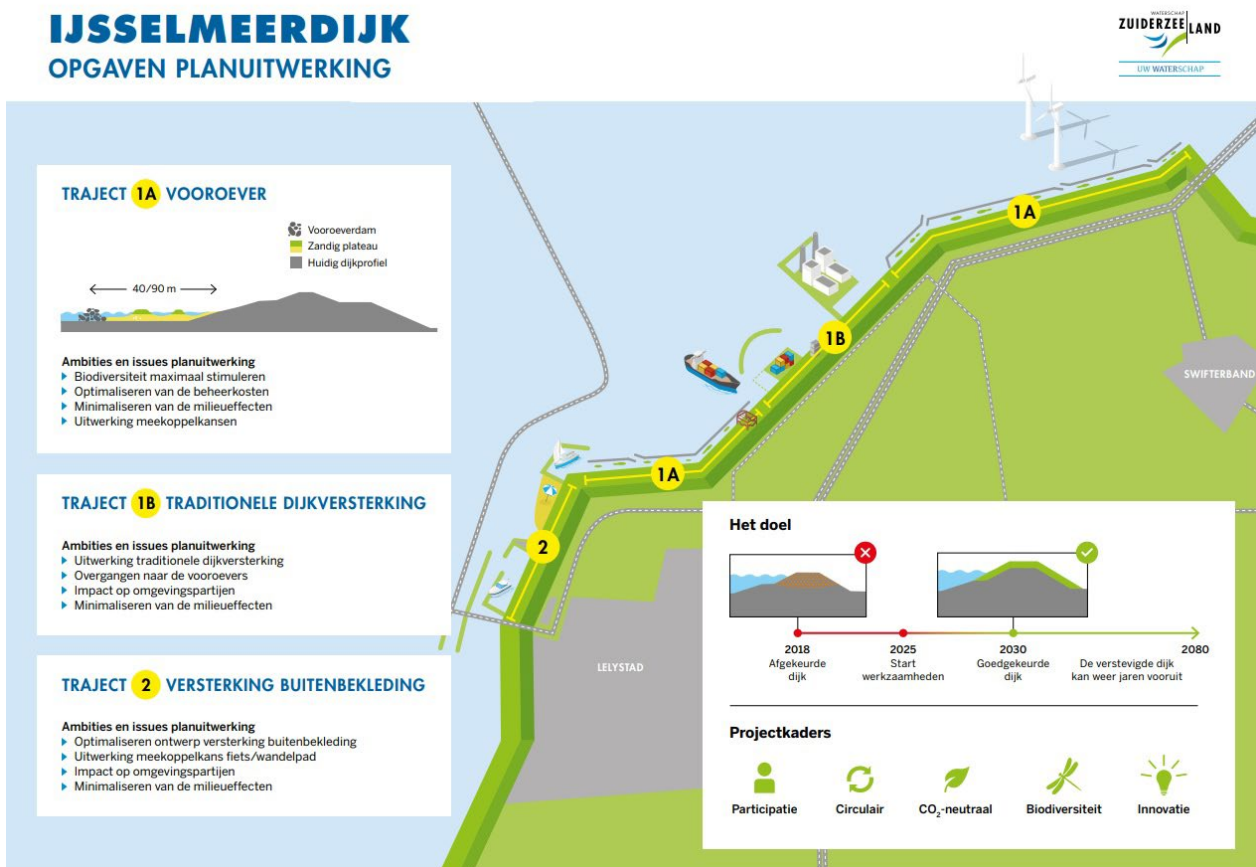 IJSSELMEERDIJK
OPGAVEN PLANUITWERKING
WATERSCHAP
ZUIDERZEELAND
UW WATERSCHAP
TRAJECT 1A VOOROEVER
Vooroeverdam
Zandig plateau
Huidig dijkprofiel
40/90 m
Ambities en issues planuitwerking
Biodiversiteit maximaal stimuleren
Optimaliseren van de beheerkosten
Minimaliseren van de milieueffecten
Uitwerking meekoppelkansen
TRAJECT 1B TRADITIONELE DIJKVERSTERKING
Ambities en issues planuitwerking
Uitwerking traditionele dijkversterking
Overgangen naar de vooroevers
Impact op omgevingspartijen
Minimaliseren van de milieueffecten
TRAJECT 2 VERSTERKING BUITENBEKLEDING
Ambities en issues planuitwerking
Optimaliseren ontwerp versterking buitenbekleding
Uitwerking meekoppelkans fiets/wandelpad
Impact op omgevingspartijen
Minimaliseren van de milieueffecten
1A
1B
1A
2
SWIFTERBAND
LELYSTAD
Het doel
2018
Afgekeurde
dijk
2025
Start
werkzaamheden
2030
Goedgekeurde
dijk
2080
De verstevigde dijk
kan weer jaren vooruit
Projectkaders
Participatie
Circulair
CO₂-neutraal
Biodiversiteit
Innovatie